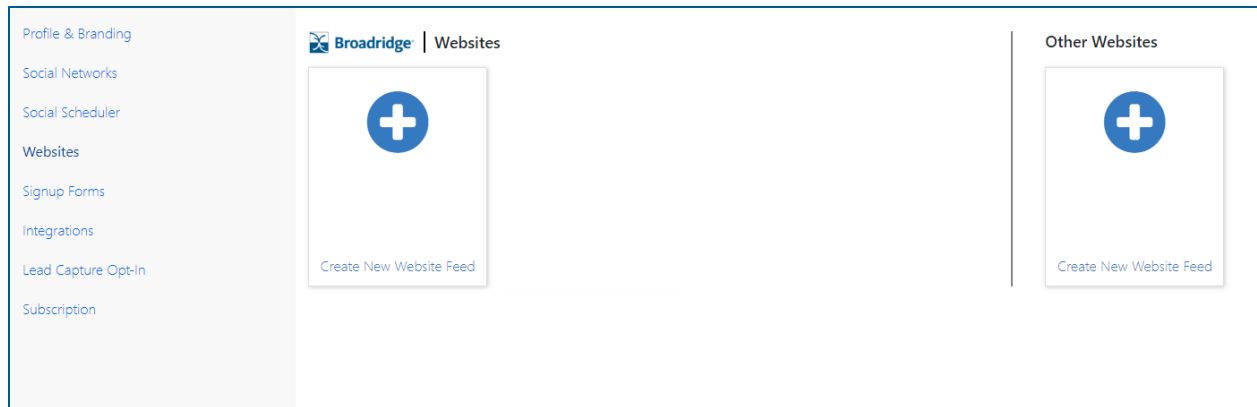 Profile & Branding
Social Networks
Social Scheduler
Websites
Signup Forms
Integrations
Lead Capture Opt-In
Subscription
Broadridge | Websites
Create New Website Feed
Other Websites
Create New Website Feed